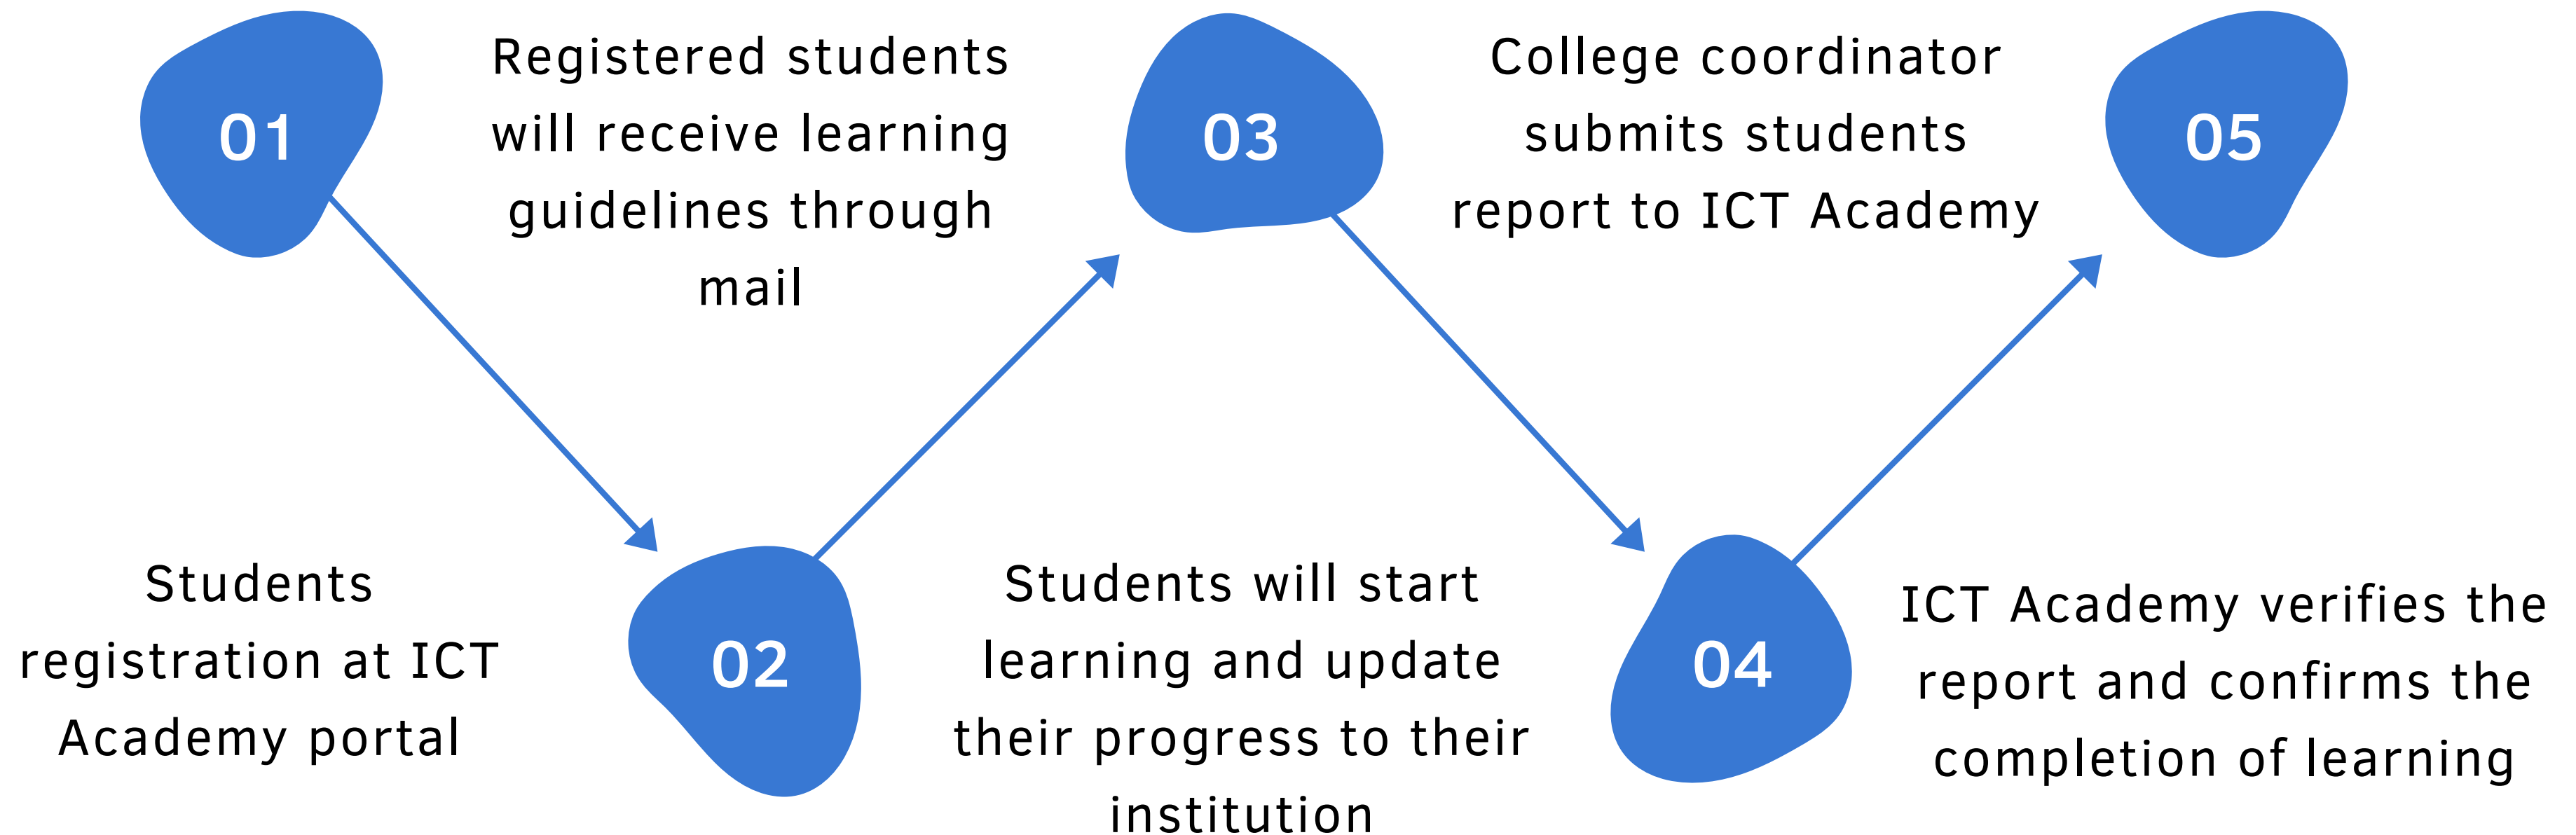 01
Students
registration at ICT
Academy portal
02
Registered students
will receive learning
guidelines through
mail
03
Students will start
learning and update
their progress to their
institution
04
College coordinator
submits students
report to ICT Academy
05
ICT Academy verifies the
report and confirms the
completion of learning